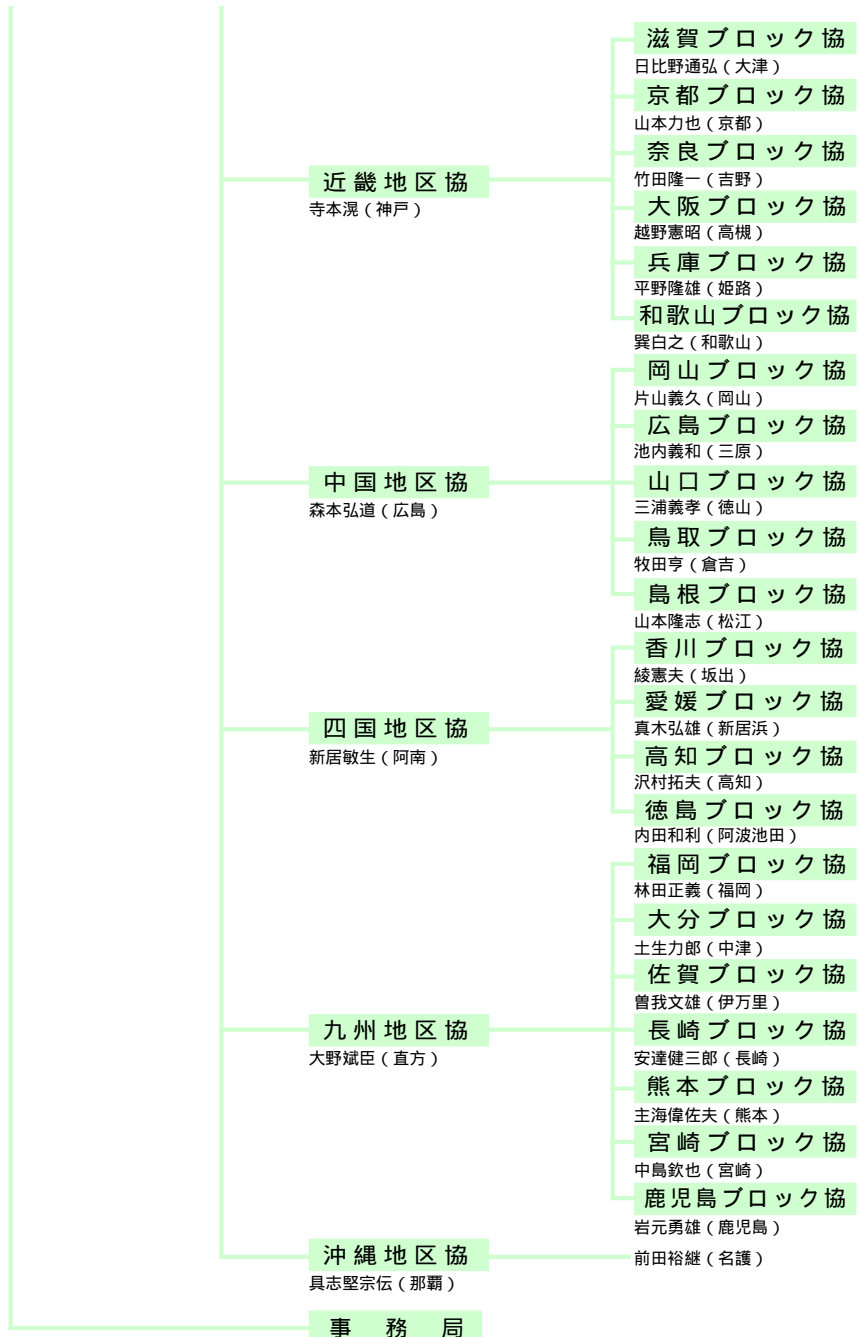 滋賀ブロック協
日比野通弘（大津）
京都ブロック協
山本力也（京都）
奈良ブロック協
竹田隆一（吉野）
近畿地区協
寺本滉（神戸）
大阪ブロック協
越野憲昭（高槻）
兵庫ブロック協
平野隆雄（姫路）
和歌山ブロック協
巽白之（和歌山）
岡山ブロック協
片山義久（岡山）
広島ブロック協
池内義和（三原）
中国地区協
森本弘道（広島）
山口ブロック協
三浦義孝（徳山）
鳥取ブロック協
牧田亨（倉吉）
島根ブロック協
山本隆志（松江）
香川ブロック協
綾憲夫（坂出）
愛媛ブロック協
真木弘雄（新居浜）
四国地区協
新居敏生（阿南）
高知ブロック協
沢村拓夫（高知）
徳島ブロック協
内田和利（阿波池田）
福岡ブロック協
林田正義（福岡）
大分ブロック協
土生力郎（中津）
佐賀ブロック協
曽我文雄（伊万里）
九州地区協
大野斌臣（直方）
長崎ブロック協
安達健三郎（長崎）
熊本ブロック協
主海偉佐夫（熊本）
宮崎ブロック協
中島欽也（宮崎）
鹿児島ブロック協
岩元勇雄（鹿児島）
沖縄地区協
具志堅宗伝（那覇）
前田裕継（名護）
事務局